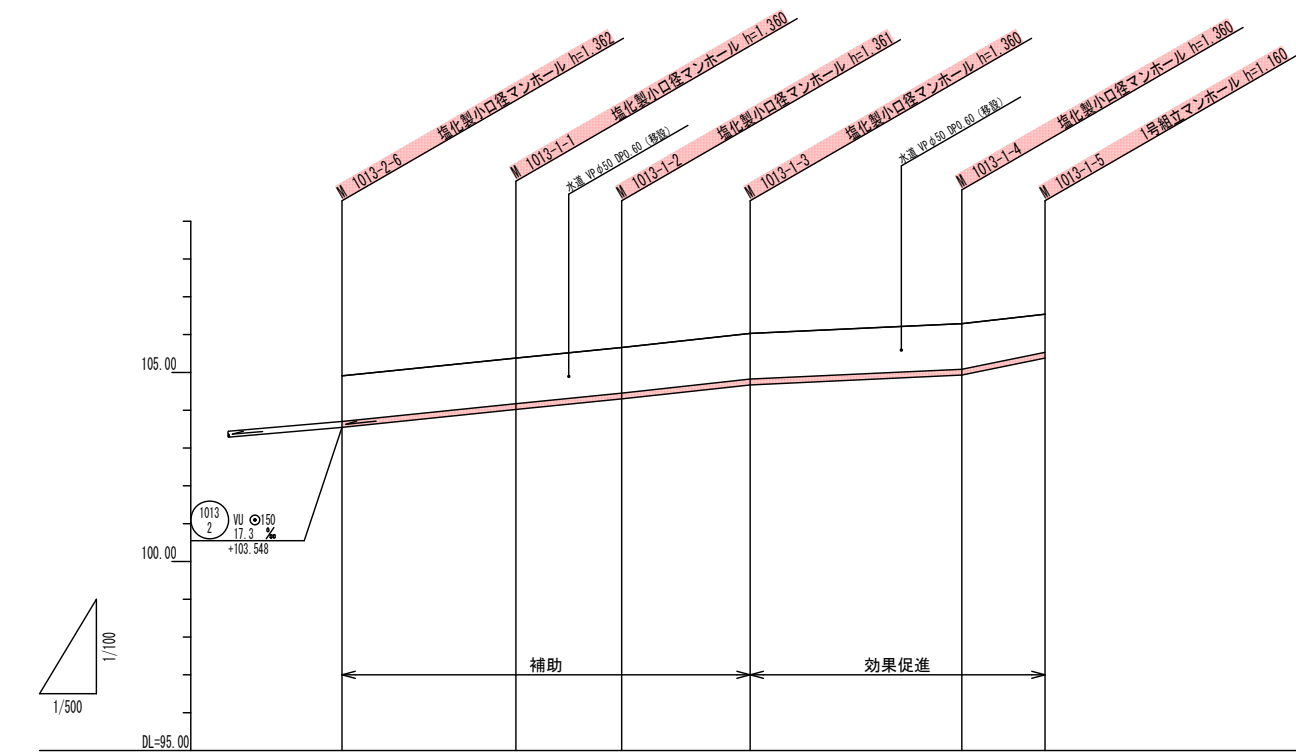 M 1013-2-6 塩化製小口径マンホール h=1.362
M 1013-1-1 塩化製小口径マンホール h=1.360
水道 VPφ50 DP0.60 (移設)
M 1013-1-2 塩化製小口径マンホール h=1.361
M 1013-1-3 塩化製小口径マンホール h=1.360
水道 VPφ50 DP0.60 (移設)
M 1013-1-4 塩化製小口径マンホール h=1.360
M 1013-1-5 1号組立マンホール h=1.160
105.00
1013
2
VU ⦿150
17.3 ‰
+103.548
100.00
1/100
1/500
補助
効果促進
DL=95.00